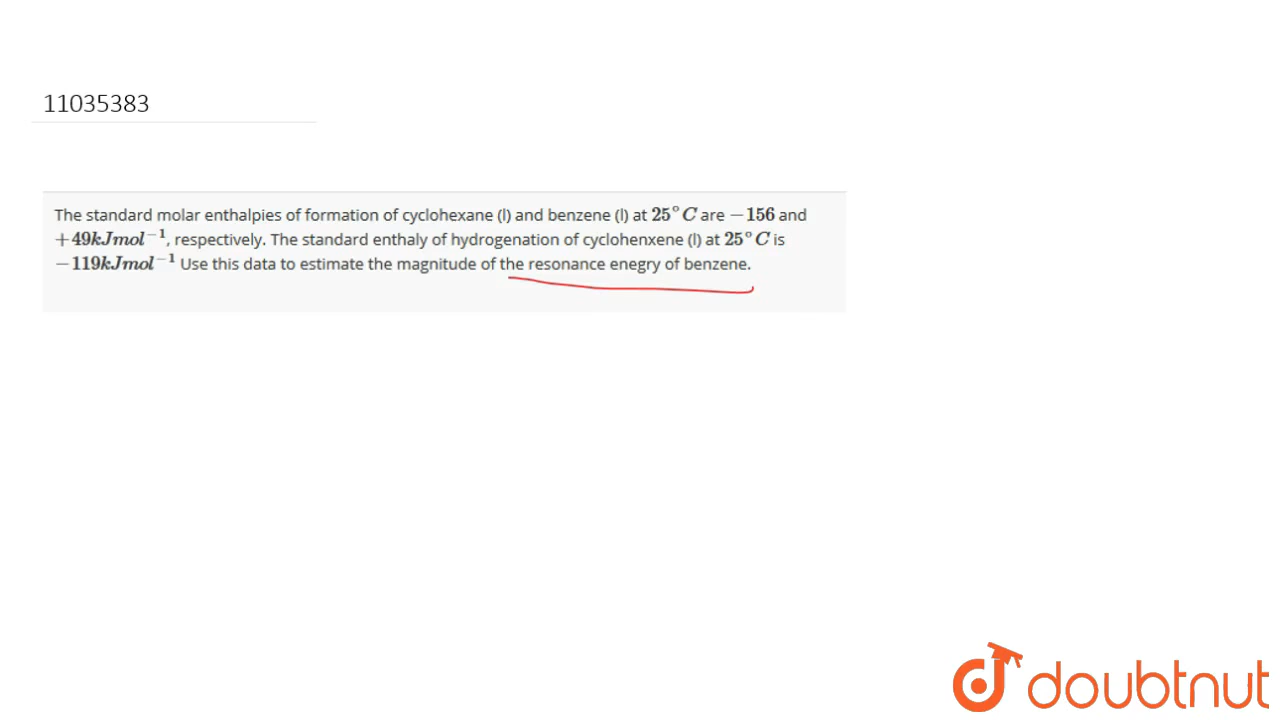 11035383
The standard molar enthalpies of formation of cyclohexane (l) and benzene (l) at 25°C are −156 and
+49kJmol⁻¹, respectively. The standard enthaly of hydrogenation of cyclohenxene (l) at 25°C is
−119kJmol⁻¹ Use this data to estimate the magnitude of the resonance enegry of benzene.
doubtnut